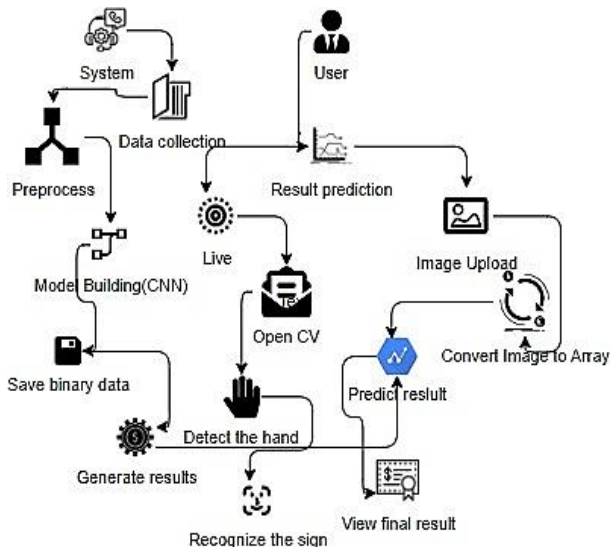 System
User
Data collection
Preprocess
Result prediction
Live
Image Upload
Model Building(CNN)
Open CV
Convert Image to Array
Save binary data
Predict reslult
Detect the hand
Generate results
View final result
Recognize the sign